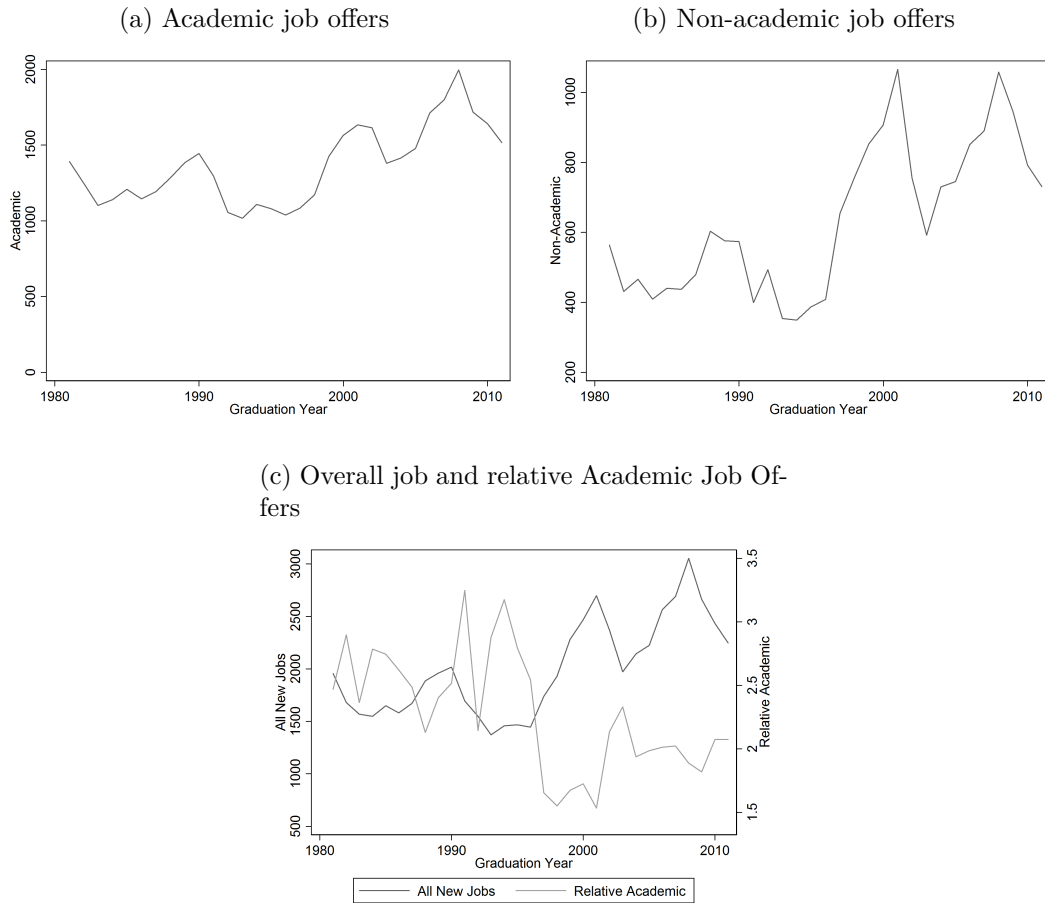 (a) Academic job offers
(b) Non-academic job offers
2000
1500
1000
500
0
Academic
1980
1990
2000
2010
Graduation Year
1000
800
600
400
200
Non-Academic
1980
1990
2000
2010
Graduation Year
(c) Overall job and relative Academic Job Of-
fers
3000
2500
2000
1500
1000
500
All New Jobs
3.5
3
2.5
2
1.5
Relative Academic
1980
1990
2000
2010
Graduation Year
All New Jobs
Relative Academic